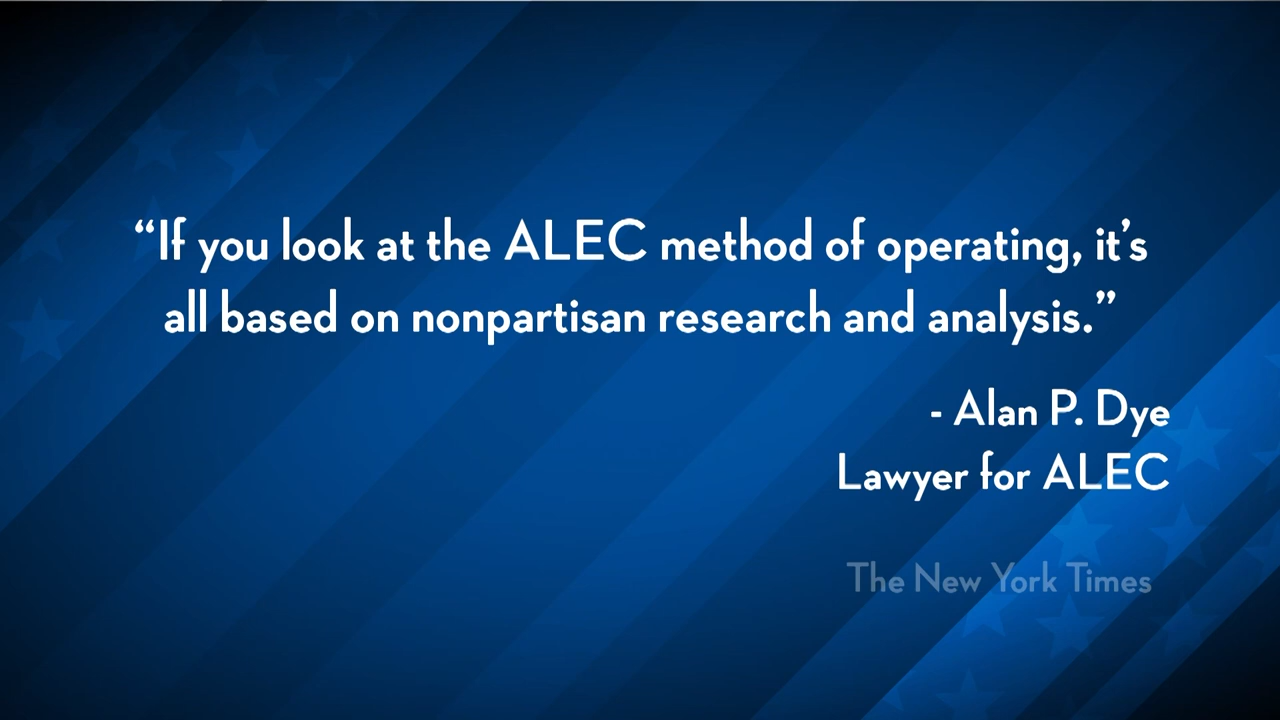 “If you look at the ALEC method of operating, it’s
all based on nonpartisan research and analysis.”
- Alan P. Dye
Lawyer for ALEC
The New York Times